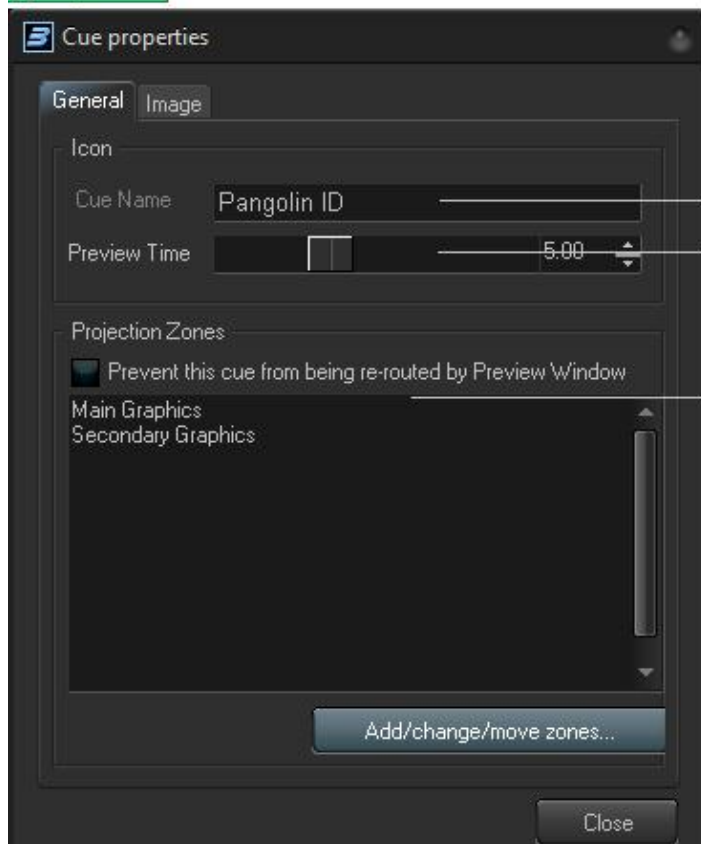 Cue properties
General Image
Icon
Cue Name Pangolin ID
Preview Time 5.00
Projection Zones
Prevent this cue from being re-routed by Preview Window
Main Graphics
Secondary Graphics
Add/change/move zones...
Close